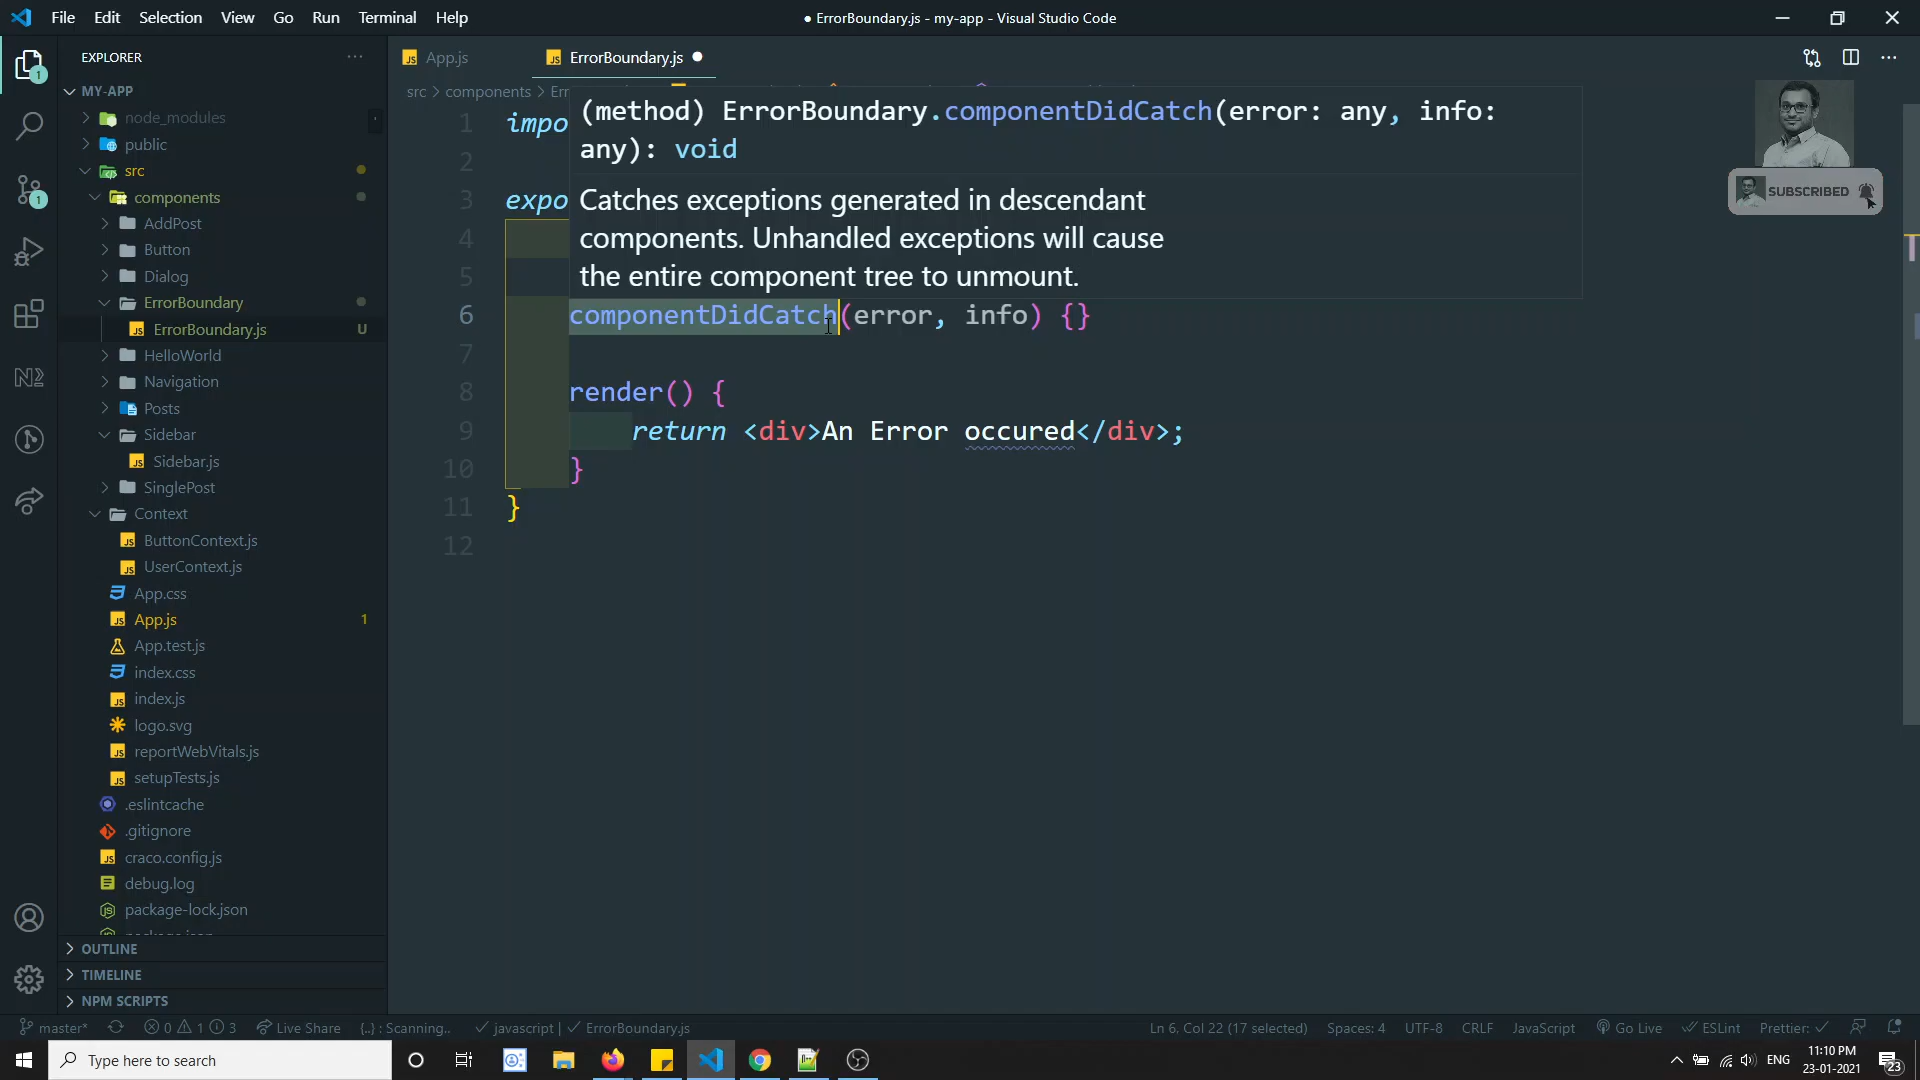 File Edit Selection View Go Run Terminal Help
● ErrorBoundary.js - my-app - Visual Studio Code
EXPLORER
MY-APP
node_modules
public
src
components
AddPost
Button
Dialog
ErrorBoundary
ErrorBoundary.js U
HelloWorld
Navigation
Posts
Sidebar
Sidebar.js
SinglePost
Context
ButtonContext.js
UserContext.js
App.css
App.js 1
App.test.js
index.css
index.js
logo.svg
reportWebVitals.js
setupTests.js
.eslintcache
.gitignore
craco.config.js
debug.log
package-lock.json
OUTLINE
TIMELINE
NPM SCRIPTS
App.js
ErrorBoundary.js
src > components > Err
(method) ErrorBoundary.componentDidCatch(error: any, info:
any): void
Catches exceptions generated in descendant
components. Unhandled exceptions will cause
the entire component tree to unmount.
1 impo
2
3 expo
4
5
6 componentDidCatch(error, info) {}
7
8 render() {
9 return <div>An Error occured</div>;
10 }
11 }
12
SUBSCRIBED
master* 0 1 3 Live Share {..} : Scanning.. javascript | ErrorBoundary.js
Ln 6, Col 22 (17 selected) Spaces: 4 UTF-8 CRLF JavaScript Go Live ESLint Prettier:
Type here to search
ENG
11:10 PM
23-01-2021
23